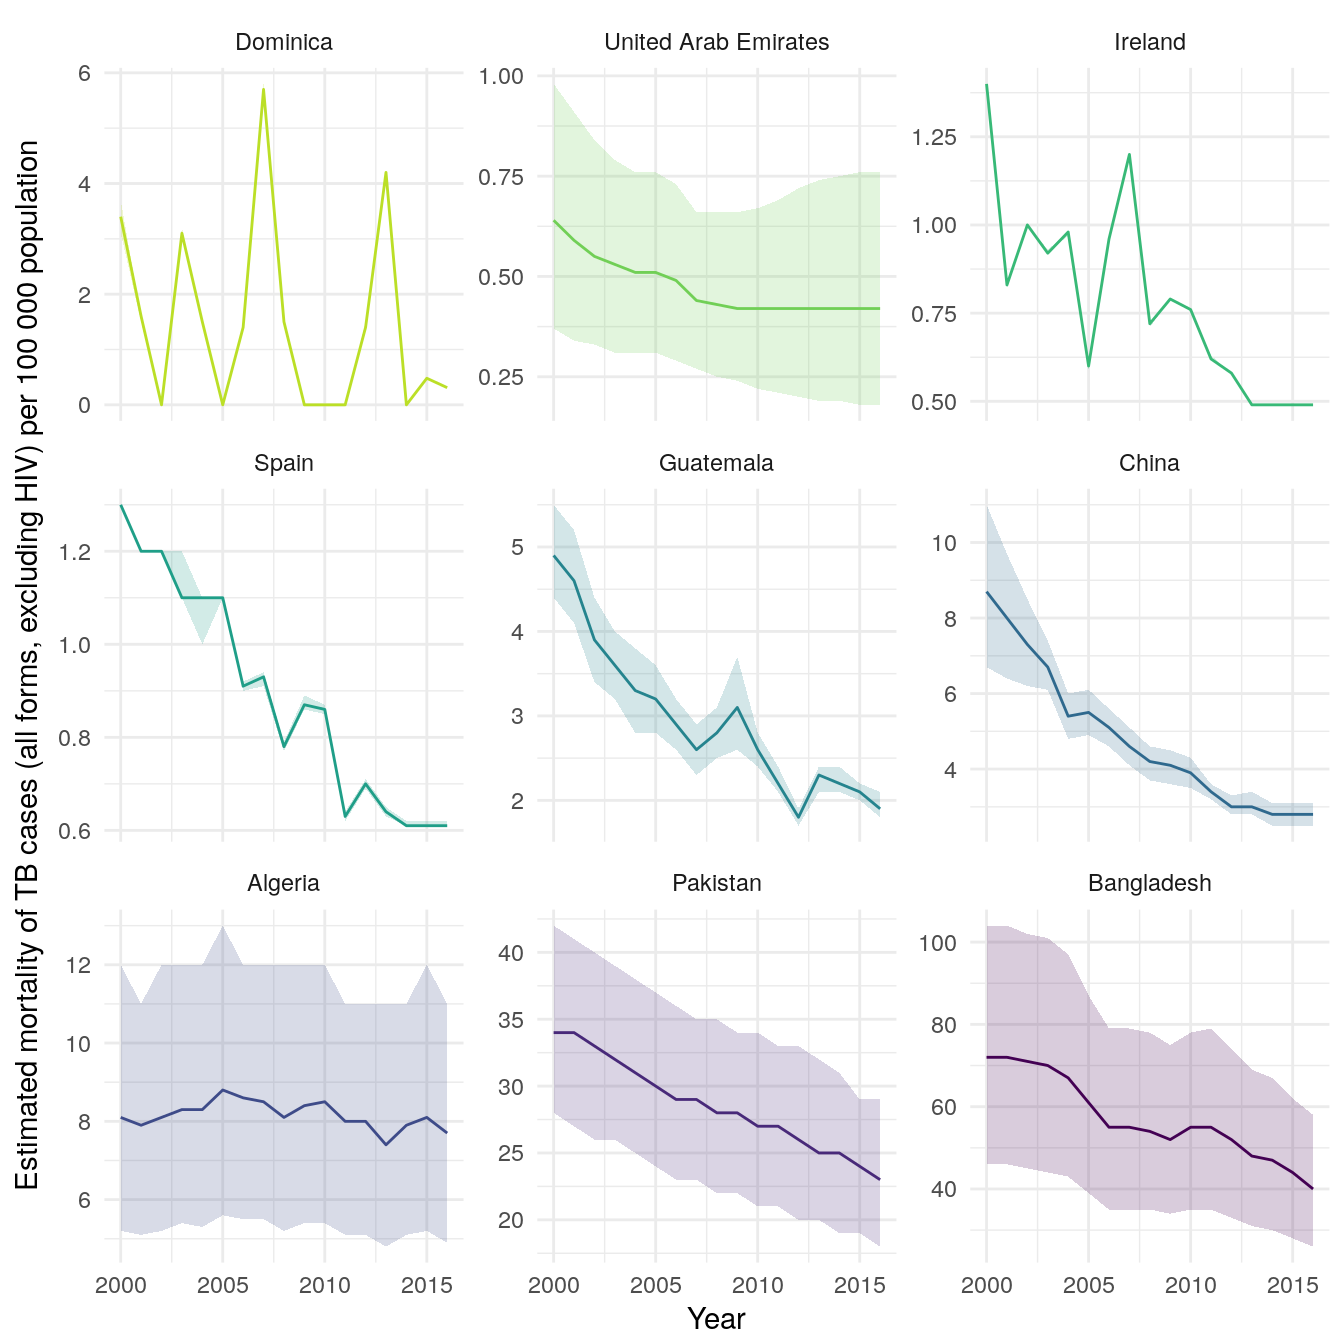 Dominica
United Arab Emirates
Ireland
6
4
2
0
1.00
0.75
0.50
0.25
1.25
1.00
0.75
0.50
Spain
Guatemala
China
1.2
1.0
0.8
0.6
5
4
3
2
10
8
6
4
Algeria
Pakistan
Bangladesh
12
10
8
6
40
35
30
25
20
100
80
60
40
2000 2005 2010 2015
2000 2005 2010 2015
2000 2005 2010 2015
Year
Estimated mortality of TB cases (all forms, excluding HIV) per 100 000 population